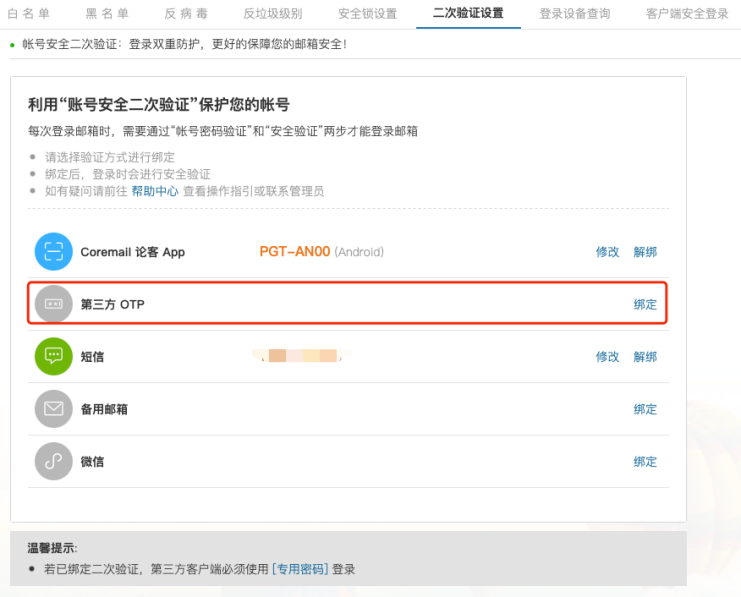 白名单 黑名单 反病毒 反垃圾级别 安全锁设置 二次验证设置 登录设备查询 客户端安全登录
帐号安全二次验证：登录双重防护，更好的保障您的邮箱安全！
利用“账号安全二次验证”保护您的帐号
每次登录邮箱时，需要通过“帐号密码验证”和“安全验证”两步才能登录邮箱
请选择验证方式进行绑定
绑定后，登录时会进行安全验证
如有疑问请前往 帮助中心 查看操作指引或联系管理员
Coremail 论客 App PGT-AN00 (Android) 修改 解绑
第三方 OTP 绑定
短信 修改 解绑
备用邮箱 绑定
微信 绑定
温馨提示:
若已绑定二次验证，第三方客户端必须使用 [专用密码] 登录